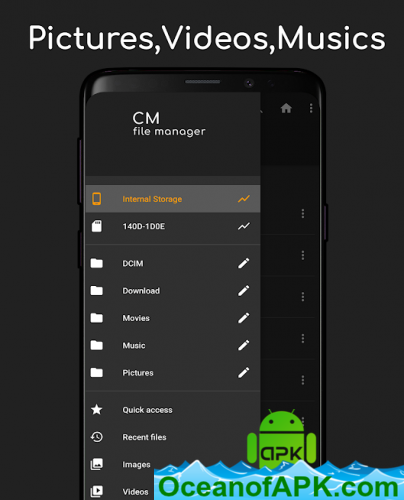 Pictures,Videos,Musics
CM
file manager
Internal Storage
140D-1D0E
DCIM
Download
Movies
Music
Pictures
Quick access
Recent files
Images
Videos
APK
OceanofAPK.com